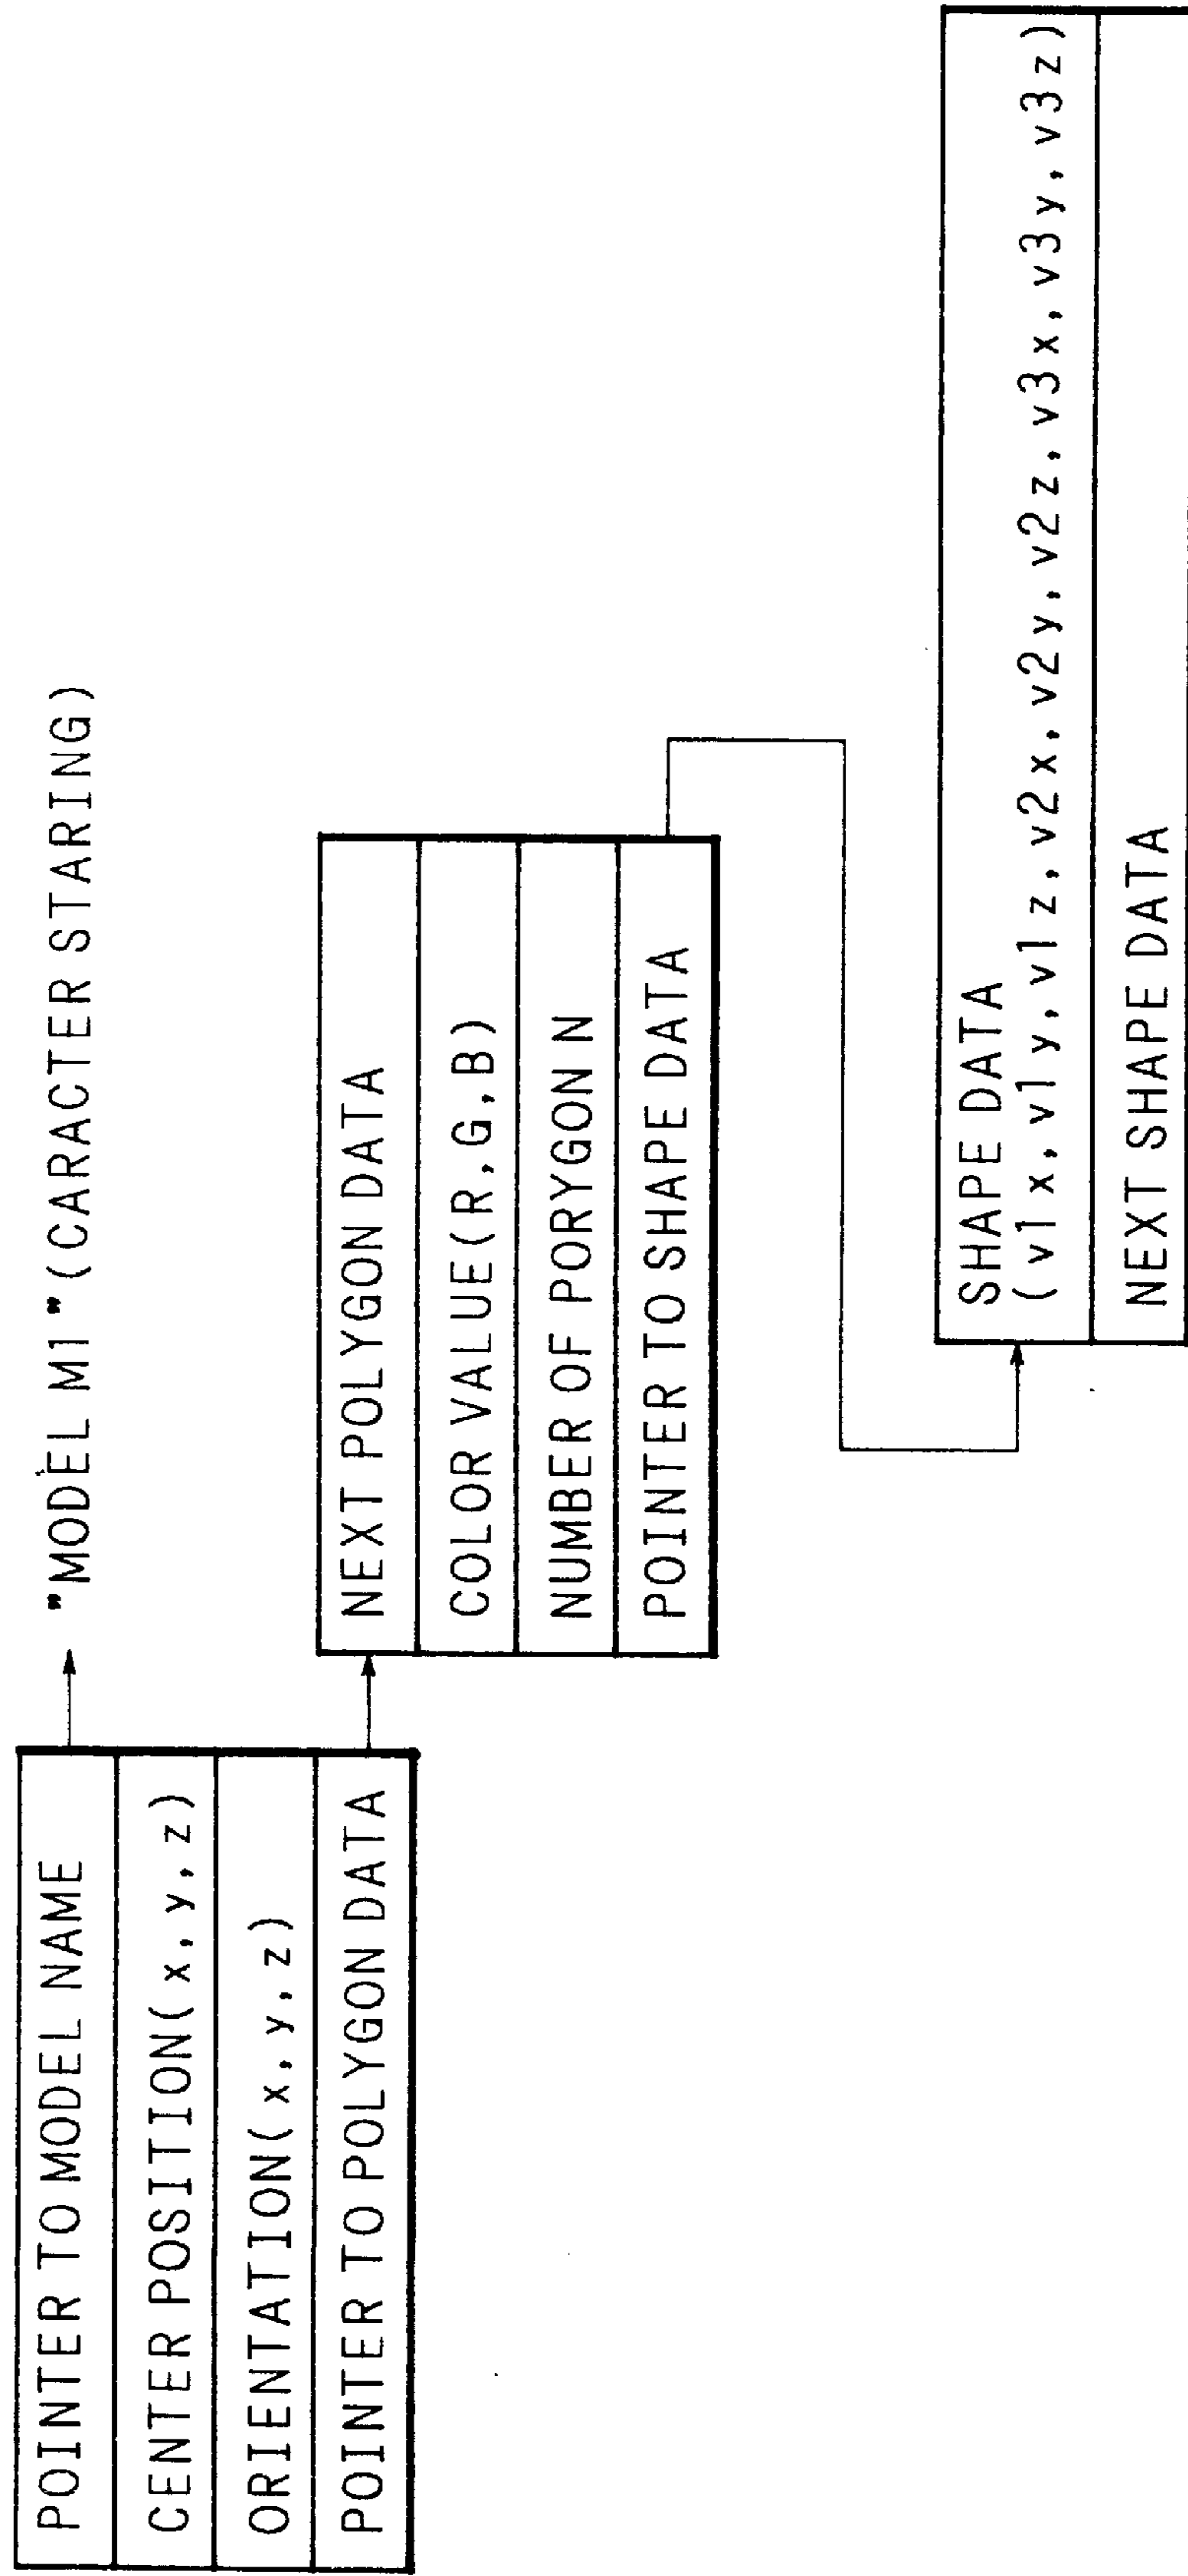 POINTER TO MODEL NAME
CENTER POSITION(x,y,z)
ORIENTATION(x,y,z)
POINTER TO POLYGON DATA
"MODEL M1"(CARACTER STARING)
NEXT POLYGON DATA
COLOR VALUE(R,G,B)
NUMBER OF PORYGON N
POINTER TO SHAPE DATA
SHAPE DATA
(v1x,v1y,v1z,v2x,v2y,v2z,v3x,v3y,v3z)
NEXT SHAPE DATA